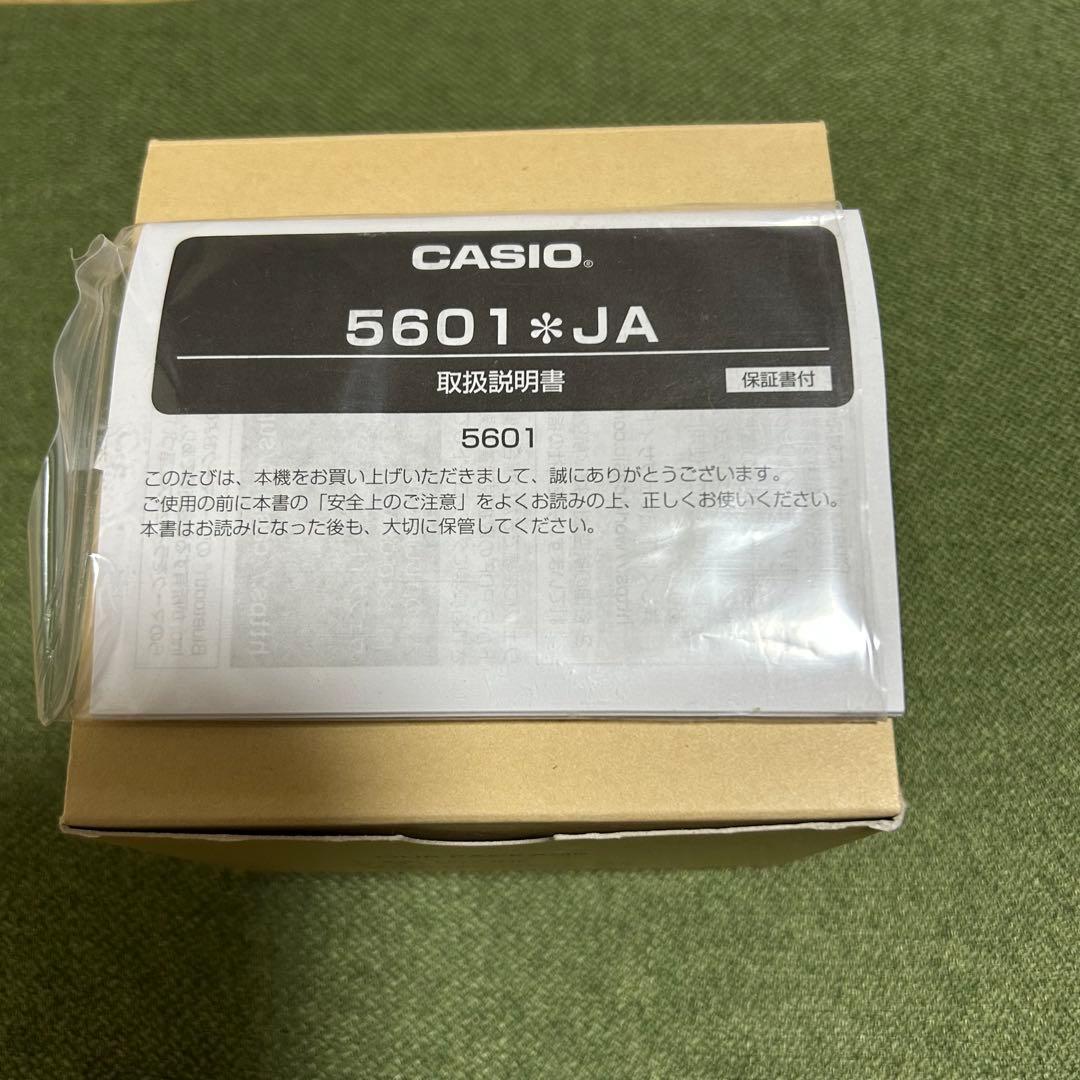 CASIO®
5601*JA
取扱説明書
保証書付
5601
このたびは、本機をお買い上げいただきまして、誠にありがとうございます。
ご使用の前に本書の「安全上のご注意」をよくお読みの上、正しくお使いください。
本書はお読みになった後も、大切に保管してください。